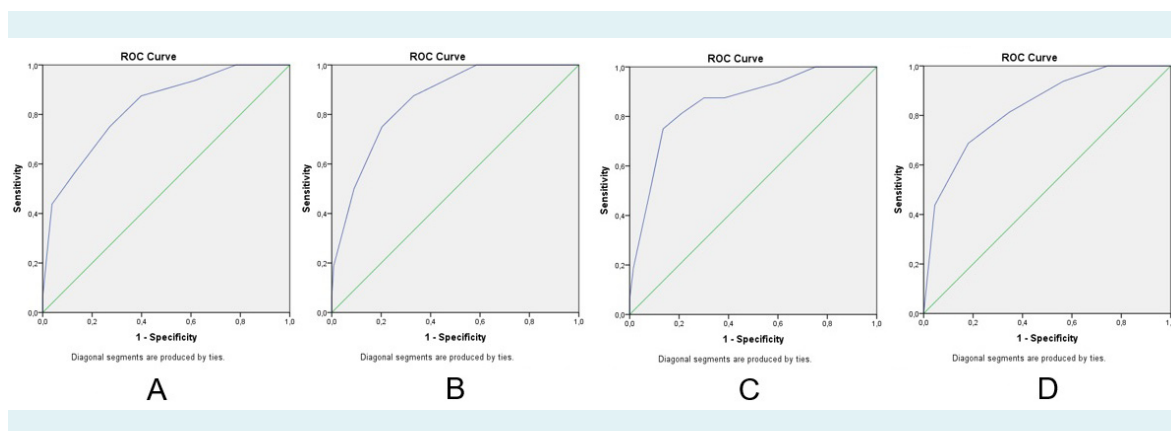 ROC Curve
1,0
0,8
0,6
0,4
0,2
0,0
Sensitivity
0,0 0,2 0,4 0,6 0,8 1,0
1 - Specificity
Diagonal segments are produced by ties.
A
ROC Curve
1,0
0,8
0,6
0,4
0,2
0,0
Sensitivity
0,0 0,2 0,4 0,6 0,8 1,0
1 - Specificity
Diagonal segments are produced by ties.
B
ROC Curve
1,0
0,8
0,6
0,4
0,2
0,0
Sensitivity
0,0 0,2 0,4 0,6 0,8 1,0
1 - Specificity
Diagonal segments are produced by ties.
C
ROC Curve
1,0
0,8
0,6
0,4
0,2
0,0
Sensitivity
0,0 0,2 0,4 0,6 0,8
1 - Specificity
Diagonal segments are produced by ties.
D